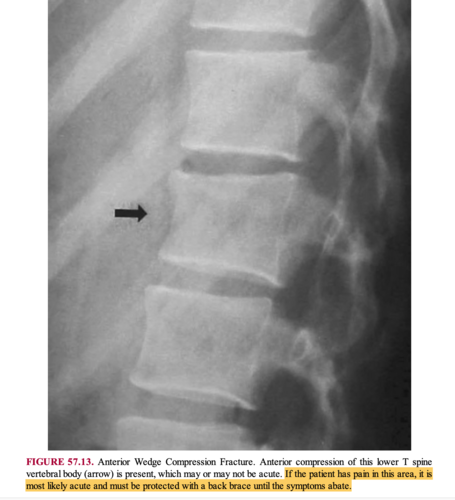 FIGURE 57.13. Anterior Wedge Compression Fracture. Anterior compression of this lower T spine
vertebral body (arrow) is present, which may or may not be acute. If the patient has pain in this area, it is
most likely acute and must be protected with a back brace until the symptoms abate.